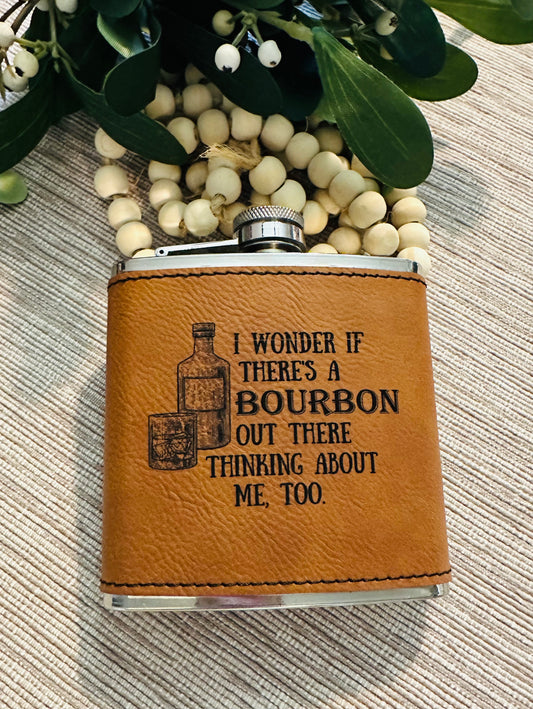 I WONDER IF
THERE'S A
BOURBON
OUT THERE
THINKING ABOUT
ME, TOO.